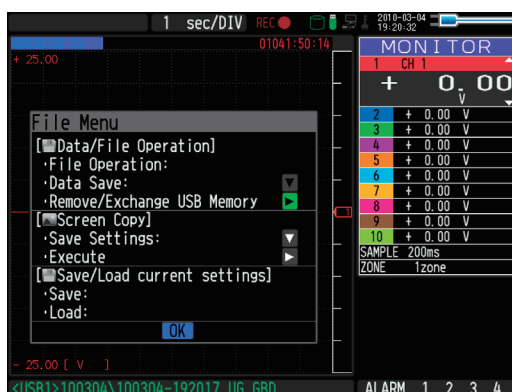 1 sec/DIV REC 2010-03-04
19:20:32
01041:50:14
+ 25.00
File Menu
[Data/File Operation]
・File Operation:
・Data Save:
・Remove/Exchange USB Memory
[Screen Copy]
・Save Settings:
・Execute
[Save/Load current settings]
・Save:
・Load:
OK
- 25.00 [ V ]
<USB1>100304\100304-192017_UG.GBD
MONITOR
1 CH 1
+ 0.00
V
2 + 0.00 V
3 + 0.00 V
4 + 0.00 V
5 + 0.00 V
6 + 0.00 V
7 + 0.00 V
8 + 0.00 V
9 + 0.00 V
10 + 0.00 V
SAMPLE 200ms
ZONE 1zone
ALARM 1 2 3 4